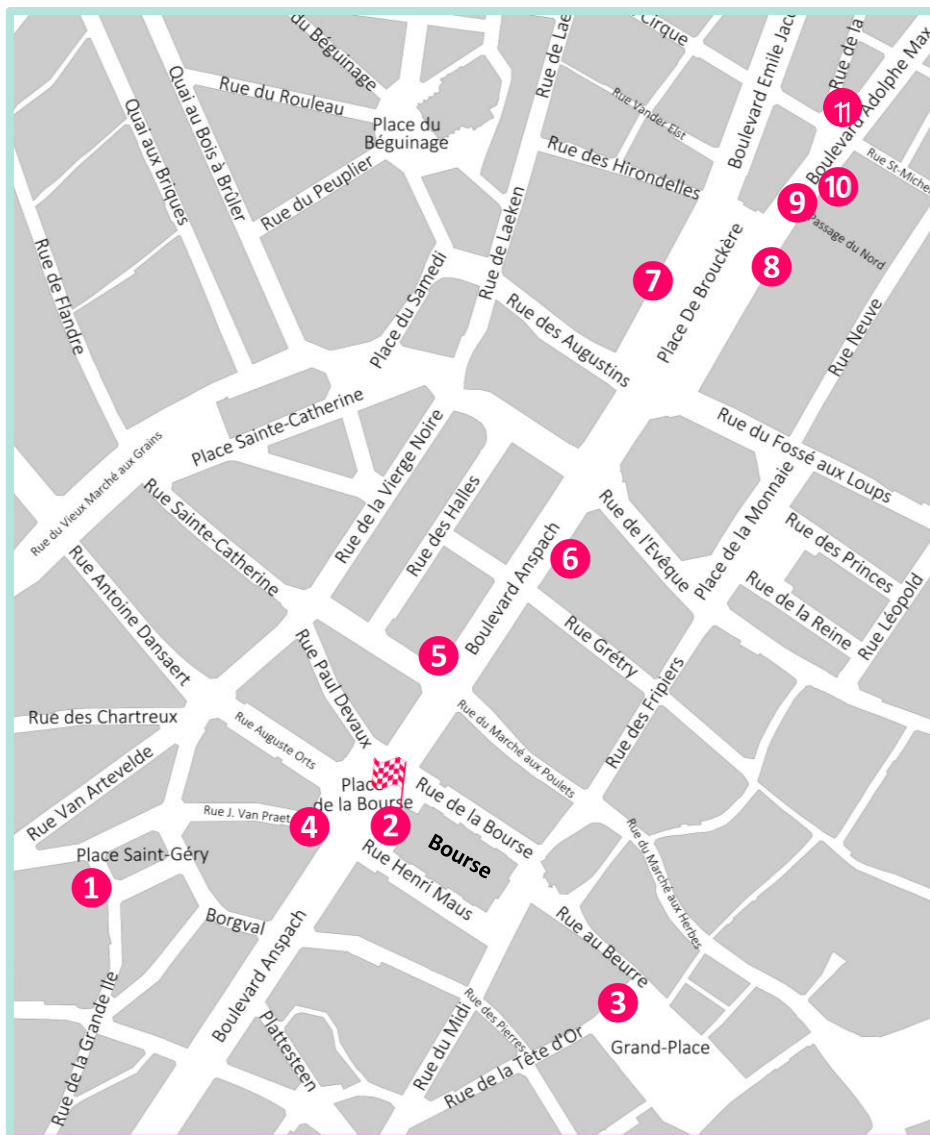 du Béguinage
Rue du Rouleau
Place du
Béguinage
Rue du Peuplier
Quai au Bois à Brûler
Quai aux Briques
Rue de Flandre
Rue de Lae
Cirque
Rue Vander Elst
Rue des Hirondelles
Boulevard Emile Jacq
Rue de la
11
Boulevard Adolphe Max
Rue St-Michel
10
9
Passage du Nord
8
7
Place De Brouckère
Rue Neuve
Rue de Laeken
Place du Samedi
Rue des Augustins
Place Sainte-Catherine
Rue du Vieux Marché aux Grains
Rue Sainte-Catherine
Rue de la Vierge Noire
Rue des Halles
Rue du Fossé aux Loups
Place de la Monnaie
Rue de l'Evêque
Rue des Princes
Rue de la Reine
Rue Léopold
6
Boulevard Anspach
5
Rue Grétry
Rue des Fripiers
Rue Antoine Dansaert
Rue Paul Devaux
Rue des Chartreux
Rue Auguste Orts
Rue du Marché aux Poulets
Rue Van Artevelde
Place
de la Bourse
Rue J. Van Praet
4
2
Rue de la Bourse
Bourse
Rue Henri Maus
Rue du Marché aux Herbes
Place Saint-Géry
1
Borgval
Boulevard Anspach
Rue au Beurre
3
Rue de la Grande Ile
Plattesteen
Rue du Midi
Rue des Pierres
Rue de la Tête d'Or
Grand-Place